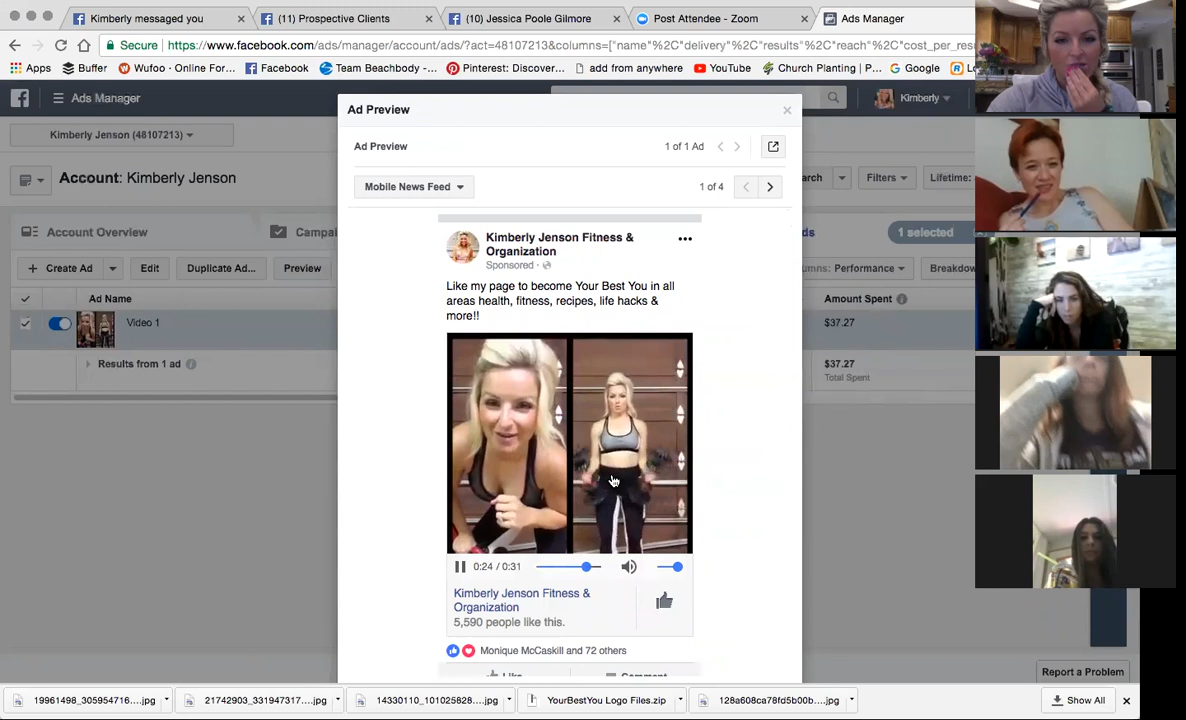 Kimberly messaged you
(11) Prospective Clients
(10) Jessica Poole Gilmore
Post Attendee - Zoom
Ads Manager
Secure
https://www.facebook.com/ads/manager/account/ads/?act=48107213&columns=["name"%2C"delivery"%2C"results"%2C"reach"%2C"cost_per_res
Apps
Buffer
Wufoo - Online For...
Facebook
Team Beachbody -...
Pinterest: Discover...
add from anywhere
YouTube
Church Planting | P...
Google
Lo
Ads Manager
Kimberly
Kimberly Jenson (48107213)
Account: Kimberly Jenson
arch
Filters
Lifetime:
Account Overview
Campai
ds
1 selected
Create Ad
Edit
Duplicate Ad...
Preview
mns: Performance
Breakdow
Ad Name
Amount Spent
Video 1
$37.27
Results from 1 ad
$37.27
Total Spent
Ad Preview
Ad Preview
1 of 1 Ad
Mobile News Feed
1 of 4
Kimberly Jenson Fitness &
Organization
Sponsored ·
Like my page to become Your Best You in all
areas health, fitness, recipes, life hacks &
more!!
0:24 / 0:31
Kimberly Jenson Fitness &
Organization
5,590 people like this.
Monique McCaskill and 72 others
Like
Comment
Report a Problem
19961498_305954716....jpg
21742903_331947317....jpg
14330110_101025828....jpg
YourBestYou Logo Files.zip
128a608ca78fd5b00b....jpg
Show All